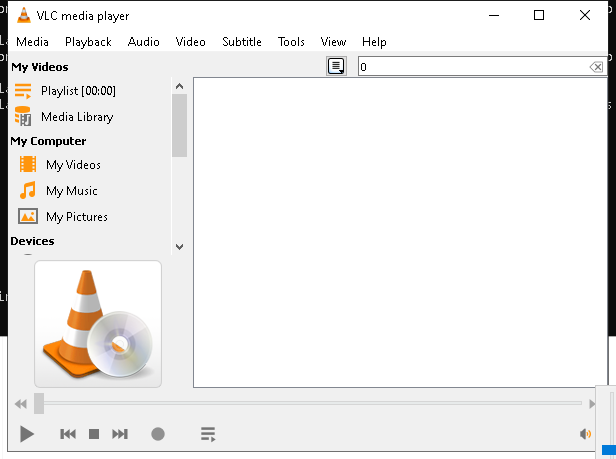 VLC media player
Media Playback Audio Video Subtitle Tools View Help
My Videos
0
Playlist [00:00]
Media Library
My Computer
My Videos
My Music
My Pictures
Devices